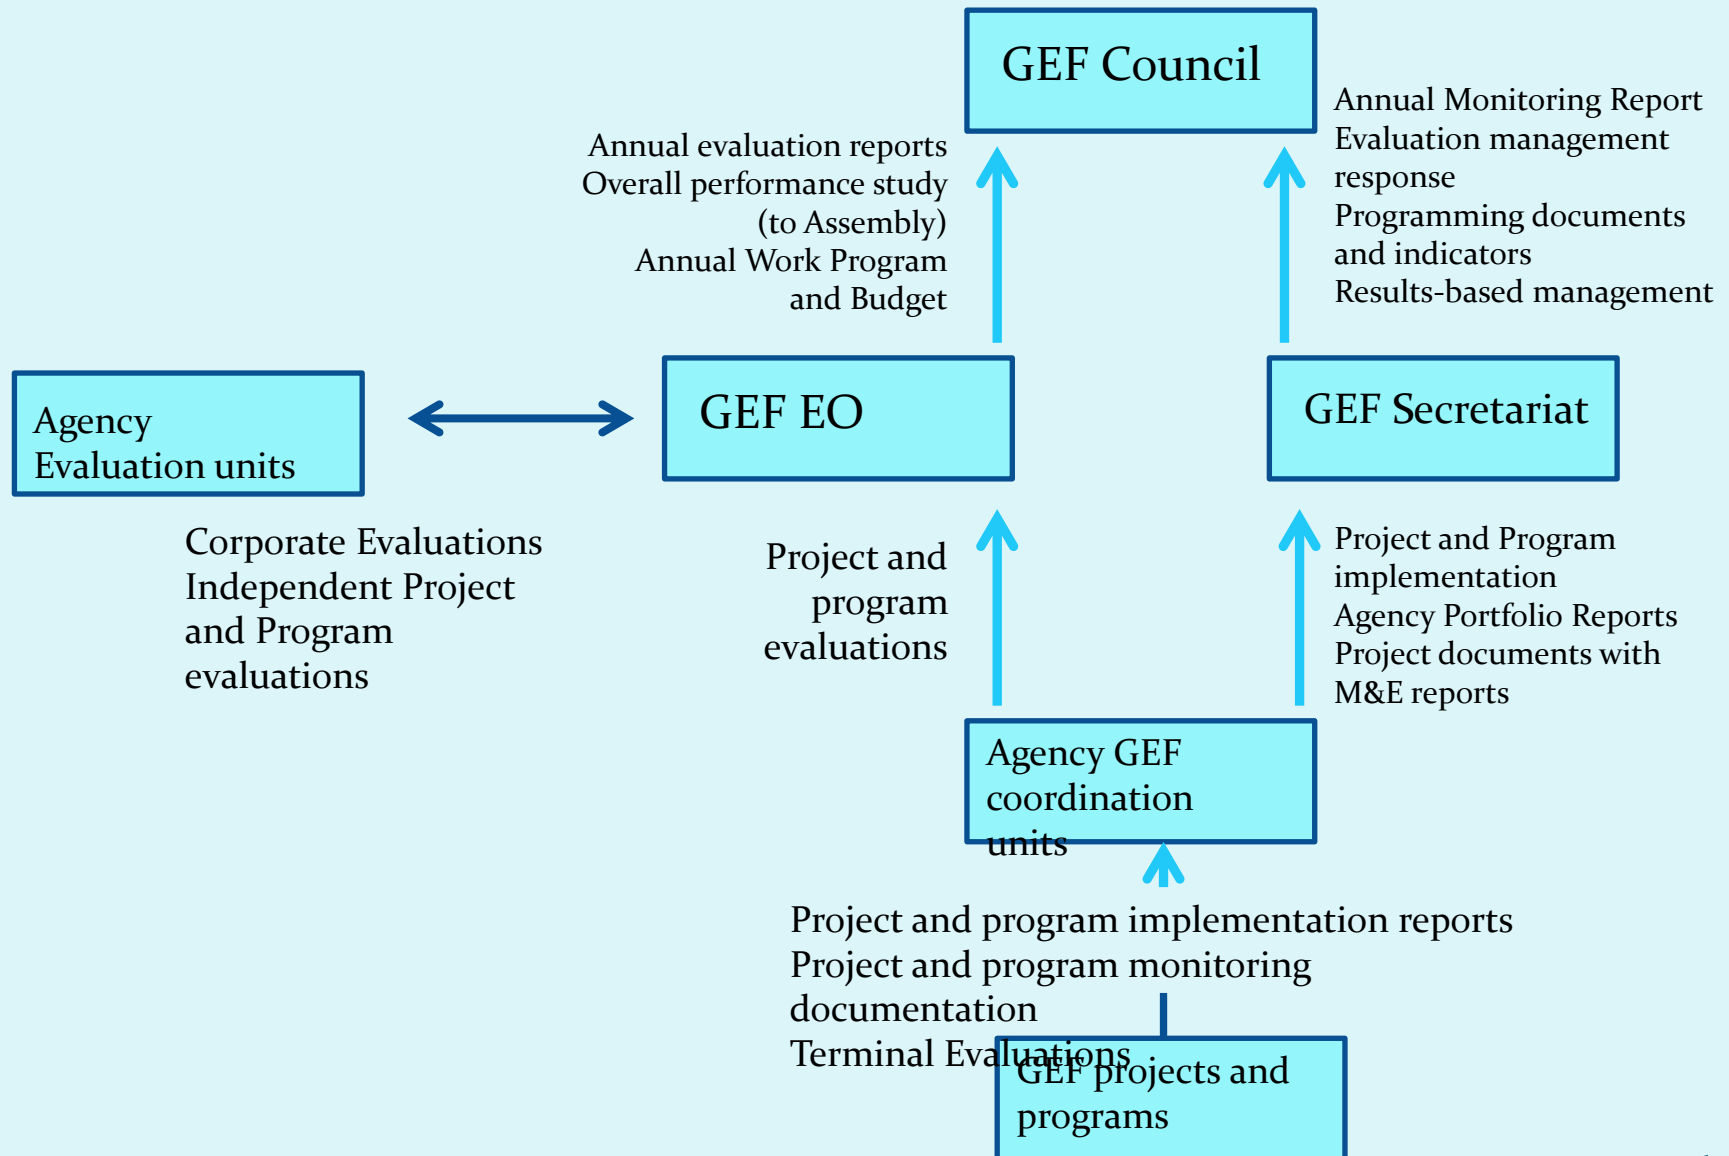 GEF Council
Annual Monitoring Report
Evaluation management
response
Programming documents
and indicators
Results-based management
Annual evaluation reports
Overall performance study
(to Assembly)
Annual Work Program
and Budget
Agency
Evaluation units
GEF EO
GEF Secretariat
Corporate Evaluations
Independent Project
and Program
evaluations
Project and
program
evaluations
Project and Program
implementation
Agency Portfolio Reports
Project documents with
M&E reports
Agency GEF
coordination
units
Project and program implementation reports
Project and program monitoring
documentation
Terminal Evaluations
GEF projects and
programs